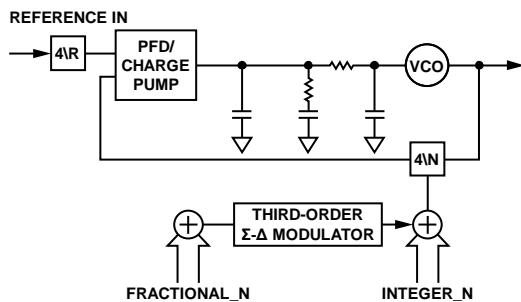 REFERENCE IN
4\R
PFD/
CHARGE
PUMP
VCO
4\N
THIRD-ORDER
Σ-Δ MODULATOR
FRACTIONAL_N
INTEGER_N